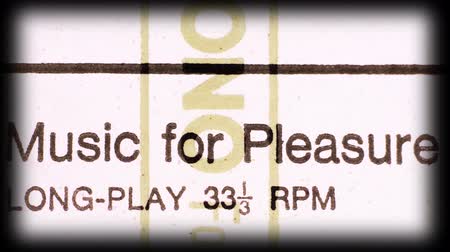 Music for Pleasure
LONG-PLAY 33⅓ RPM